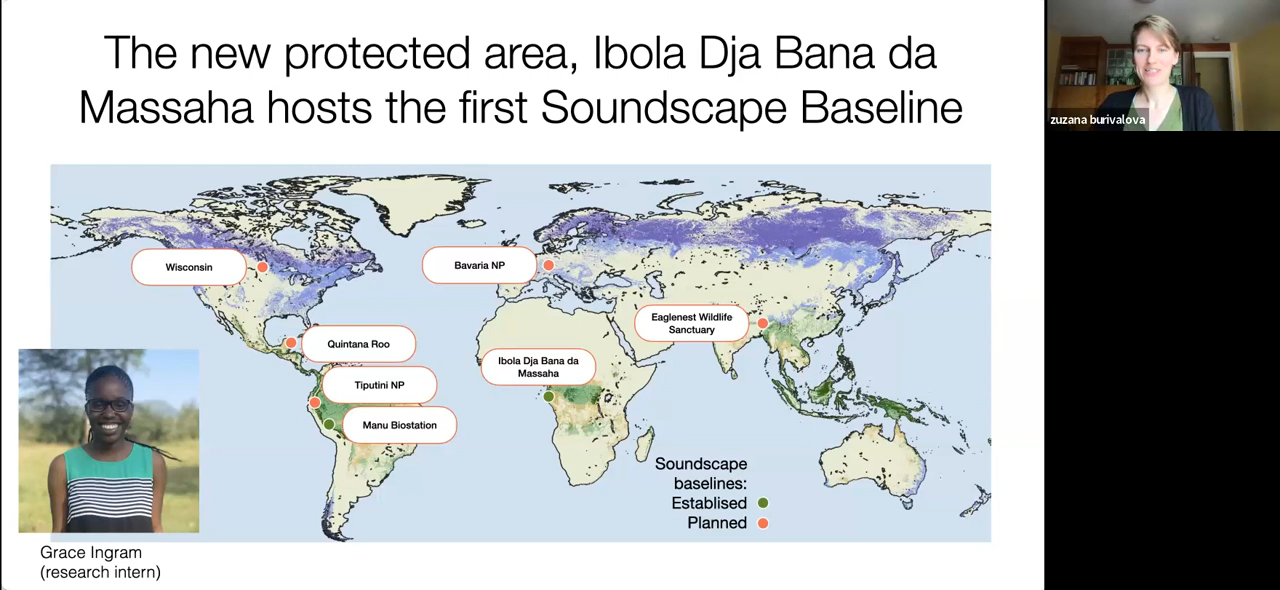 The new protected area, Ibola Dja Bana da
Massaha hosts the first Soundscape Baseline
zuzana burivalova
Wisconsin
Bavaria NP
Eaglenest Wildlife
Sanctuary
Quintana Roo
Ibola Dja Bana da
Massaha
Tiputini NP
Manu Biostation
Soundscape
baselines:
Establised
Planned
Grace Ingram
(research intern)